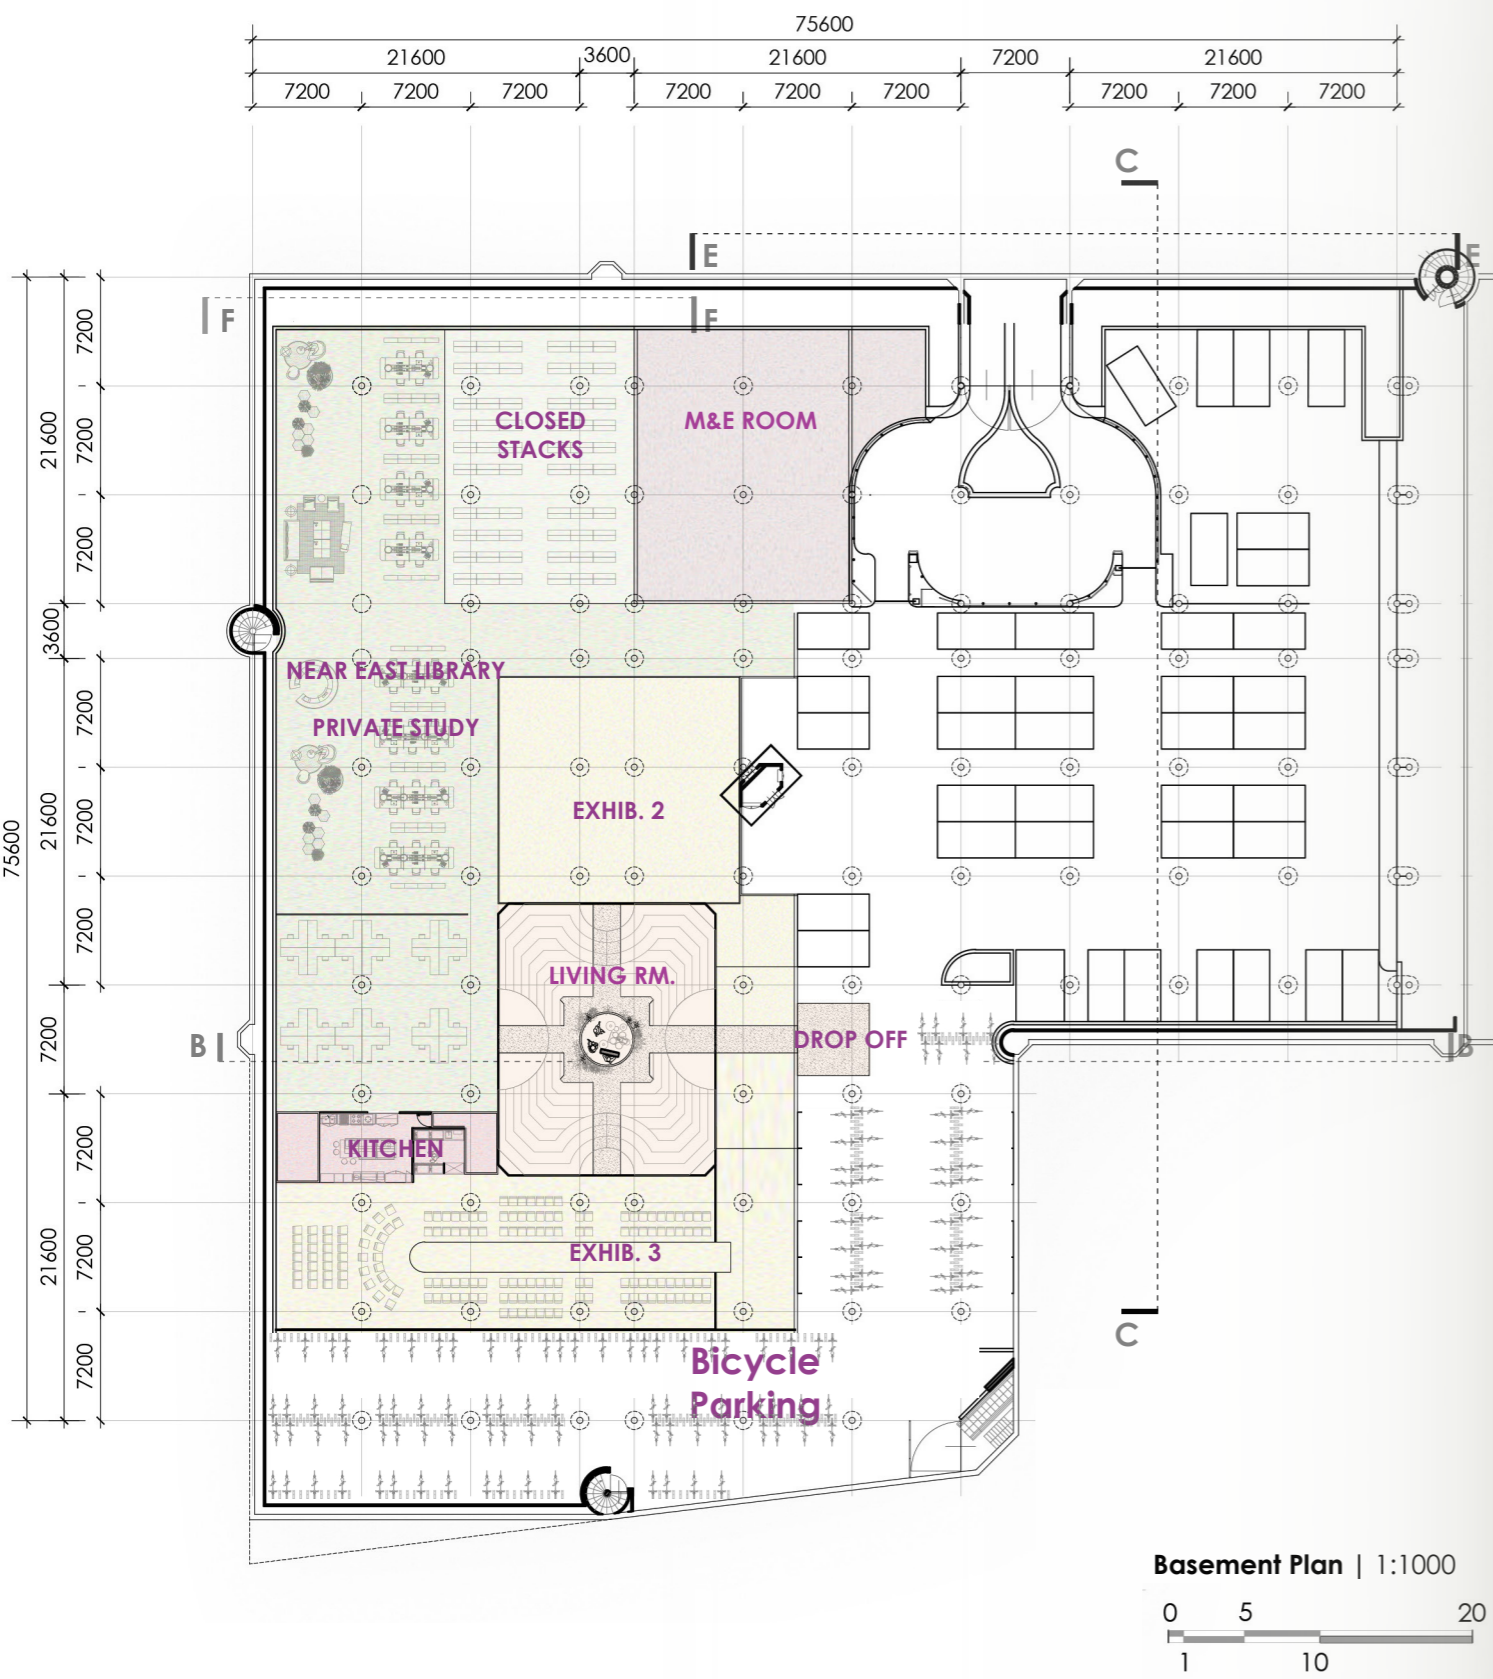 75600
21600 3600 21600 7200 21600
7200 7200 7200 7200 7200 7200 7200 7200 7200
C
E E
F F
7200
7200
7200
21600
3600
7200
7200
7200
21600
75600
7200
7200
7200
7200
21600
CLOSED
STACKS
M&E ROOM
NEAR EAST LIBRARY
PRIVATE STUDY
EXHIB. 2
LIVING RM.
B DROP OFF B
KITCHEN
EXHIB. 3
C
Bicycle
Parking
Basement Plan | 1:1000
0 5 20
1 10